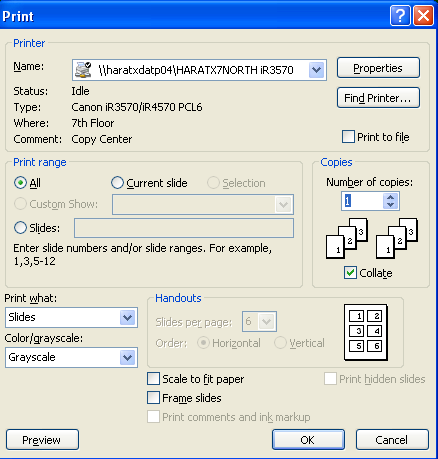 Print
Printer
Name: \\haratxdatp04\HARATX7NORTH iR3570
Properties
Status: Idle
Type: Canon iR3570/iR4570 PCL6
Find Printer...
Where: 7th Floor
Comment: Copy Center
Print to file
Print range
All Current slide Selection
Custom Show:
Slides:
Enter slide numbers and/or slide ranges. For example,
1,3,5-12
Copies
Number of copies:
1
1 2 3 1 2 3
Collate
Print what:
Slides
Color/grayscale:
Grayscale
Handouts
Slides per page: 6
Order: Horizontal Vertical
1 2
3 4
5 6
Scale to fit paper Print hidden slides
Frame slides
Print comments and ink markup
Preview OK Cancel